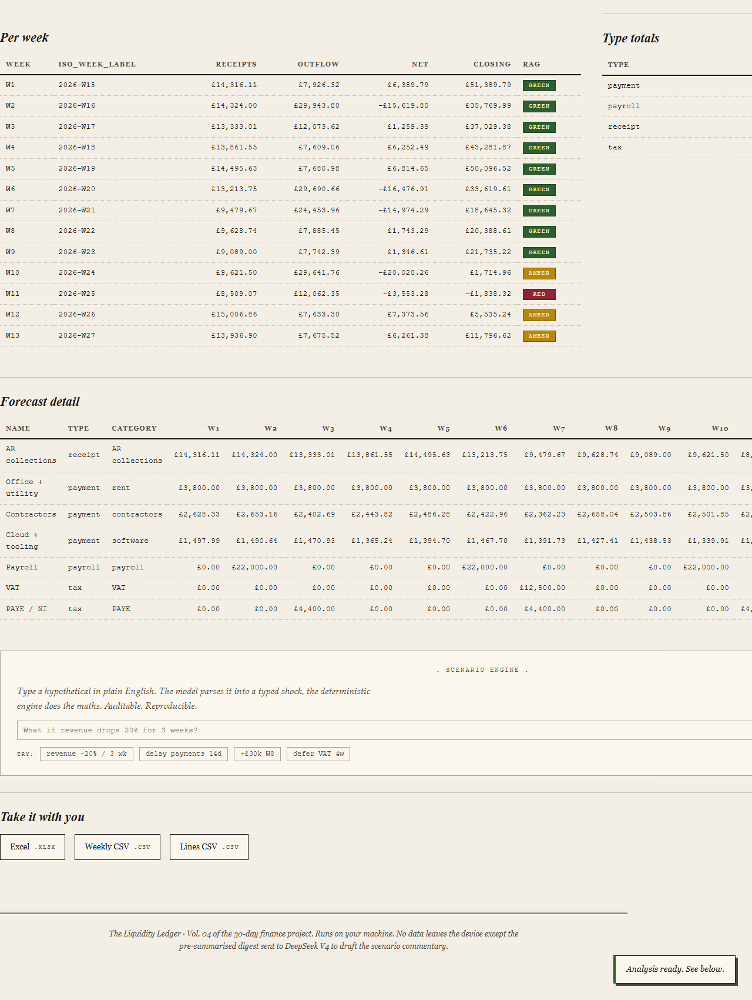 Per week
WEEK ISO_WEEK_LABEL RECEIPTS OUTFLOW NET CLOSING RAG
W1 2026-W15 £14,316.11 £7,926.32 £6,389.79 £51,389.79 GREEN
W2 2026-W16 £14,324.00 £29,943.80 -£15,619.80 £35,769.99 GREEN
W3 2026-W17 £13,333.01 £12,073.62 £1,259.39 £37,029.38 GREEN
W4 2026-W18 £13,861.55 £7,609.06 £6,252.49 £43,281.87 GREEN
W5 2026-W19 £14,495.63 £7,680.98 £6,814.65 £50,096.52 GREEN
W6 2026-W20 £13,213.75 £29,690.66 -£16,476.91 £33,619.61 GREEN
W7 2026-W21 £9,479.67 £24,453.96 -£14,974.29 £18,645.32 GREEN
W8 2026-W22 £9,628.74 £7,885.45 £1,743.29 £20,388.61 GREEN
W9 2026-W23 £9,089.00 £7,742.39 £1,346.61 £21,735.22 GREEN
W10 2026-W24 £9,621.50 £29,641.76 -£20,020.26 £1,714.96 AMBER
W11 2026-W25 £8,509.07 £12,062.35 -£3,553.28 -£1,838.32 RED
W12 2026-W26 £15,006.86 £7,633.30 £7,373.56 £5,535.24 AMBER
W13 2026-W27 £13,936.90 £7,675.52 £6,261.38 £11,796.62 AMBER
Type totals
TYPE
payment
payroll
receipt
tax
Forecast detail
NAME TYPE CATEGORY W1 W2 W3 W4 W5 W6 W7 W8 W9 W10
AR collections receipt AR collections £14,316.11 £14,324.00 £13,333.01 £13,861.55 £14,495.63 £13,213.75 £9,479.67 £9,628.74 £9,089.00 £9,621.50 £8,
Office + utility payment rent £3,800.00 £3,800.00 £3,800.00 £3,800.00 £3,800.00 £3,800.00 £3,800.00 £3,800.00 £3,800.00 £3,800.00 £3,
Contractors payment contractors £2,628.33 £2,653.16 £2,402.69 £2,443.82 £2,486.28 £2,422.96 £2,362.23 £2,658.04 £2,503.86 £2,501.85 £2,
Cloud + tooling payment software £1,497.99 £1,490.64 £1,470.93 £1,365.24 £1,394.70 £1,467.70 £1,391.73 £1,427.41 £1,438.53 £1,339.91 £1,
Payroll payroll payroll £0.00 £22,000.00 £0.00 £0.00 £0.00 £22,000.00 £0.00 £0.00 £0.00 £22,000.00
VAT tax VAT £0.00 £0.00 £0.00 £0.00 £0.00 £0.00 £12,500.00 £0.00 £0.00 £0.00
PAYE / NI tax PAYE £0.00 £0.00 £4,400.00 £0.00 £0.00 £0.00 £4,400.00 £0.00 £0.00 £0.00 £4,
. SCENARIO ENGINE .
Type a hypothetical in plain English. The model parses it into a typed shock, the deterministic
engine does the maths. Auditable. Reproducible.
What if revenue drops 20% for 3 weeks?
TRY: revenue -20% / 3 wk delay payments 14d +£30k W8 defer VAT 4w
Take it with you
Excel .XLSX Weekly CSV .CSV Lines CSV .CSV
The Liquidity Ledger · Vol. 04 of the 30-day finance project. Runs on your machine. No data leaves the device except the
pre-summarised digest sent to DeepSeek V4 to draft the scenario commentary.
Analysis ready. See below.